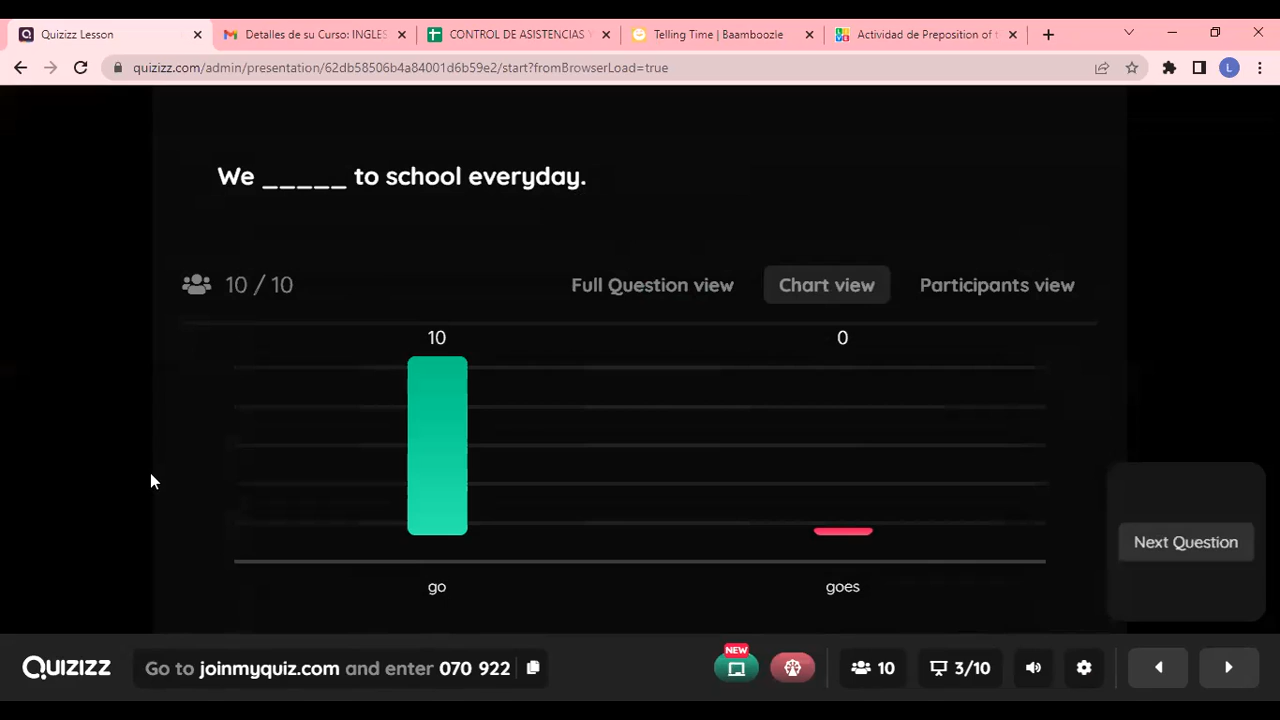 Quizizz Lesson
Detalles de su Curso: INGLES
CONTROL DE ASISTENCIAS Y
Telling Time | Baamboozle
Actividad de Preposition of t
quizizz.com/admin/presentation/62db58506b4a84001d6b59e2/start?fromBrowserLoad=true
L
We _____ to school everyday.
10 / 10
Full Question view
Chart view
Participants view
10
0
go
goes
Next Question
NEW
QUIZIZZ
Go to joinmyquiz.com and enter 070 922
10
3/10